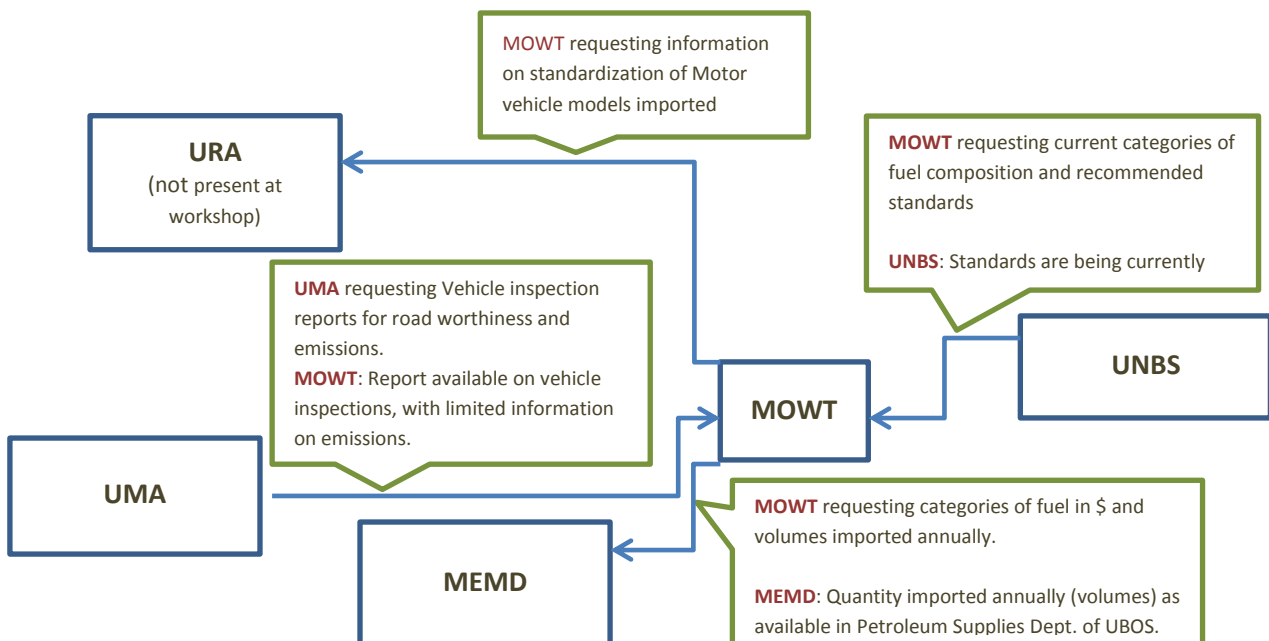 MOWT requesting information
on standardization of Motor
vehicle models imported
URA
(not present at
workshop)
MOWT requesting current categories of
fuel composition and recommended
standards
UNBS: Standards are being currently
UMA requesting Vehicle inspection
reports for road worthiness and
emissions.
MOWT: Report available on vehicle
inspections, with limited information
on emissions.
UNBS
MOWT
UMA
MEMD
MOWT requesting categories of fuel in $ and
volumes imported annually.
MEMD: Quantity imported annually (volumes) as
available in Petroleum Supplies Dept. of UBOS.